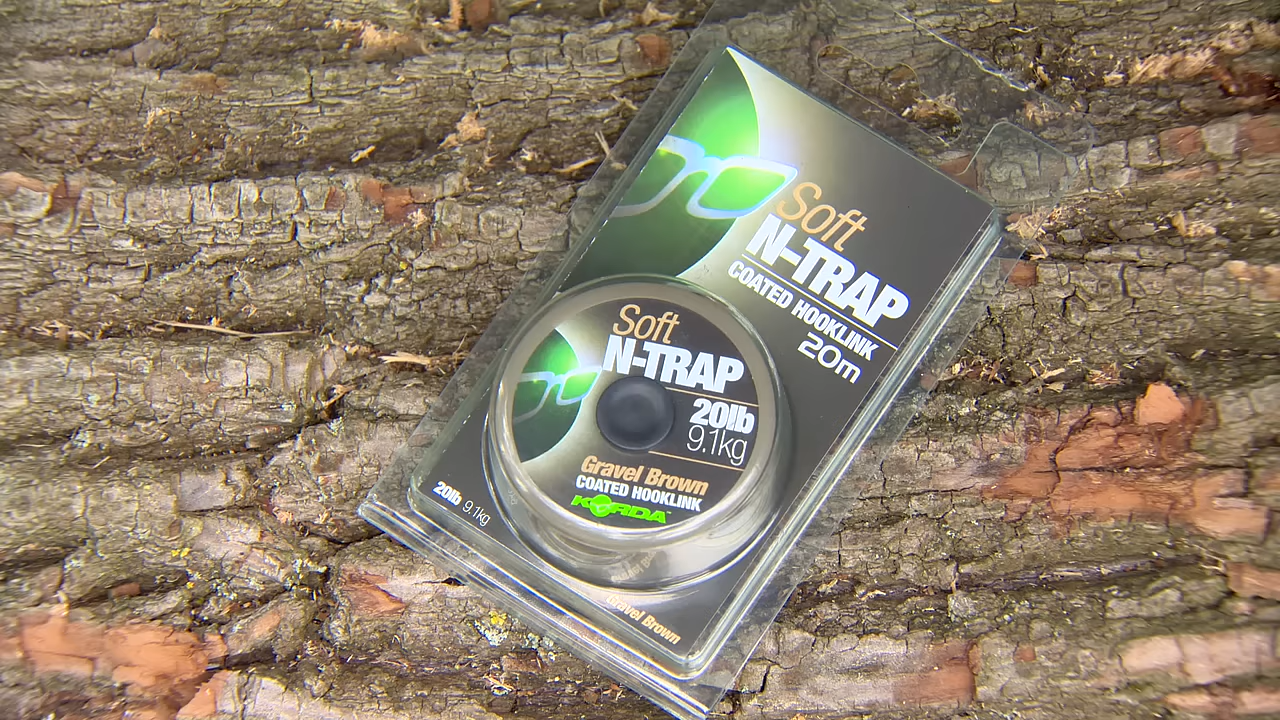 Soft
N-TRAP
COATED HOOKLINK
20m
Soft
N-TRAP
20lb
9.1kg
Gravel Brown
COATED HOOKLINK
KORDA™
20lb 9.1kg
Gravel Brown